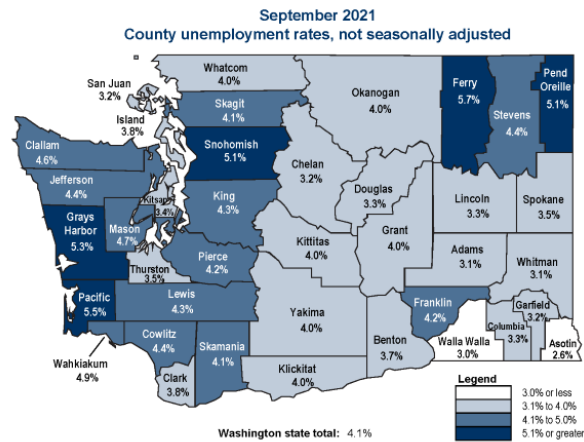 September 2021
County unemployment rates, not seasonally adjusted
Whatcom
4.0%
San Juan
3.2%
Skagit
4.1%
Island
3.8%
Okanogan
4.0%
Ferry
5.7%
Stevens
4.4%
Pend
Oreille
5.1%
Clallam
4.6%
Snohomish
5.1%
Chelan
3.2%
Jefferson
4.4%
Kitsap
3.4%
King
4.3%
Douglas
3.3%
Lincoln
3.3%
Spokane
3.5%
Grays
Harbor
5.3%
Mason
4.7%
Kittitas
4.0%
Grant
4.0%
Adams
3.1%
Whitman
3.1%
Thurston
3.5%
Pierce
4.2%
Pacific
5.5%
Lewis
4.3%
Yakima
4.0%
Franklin
4.2%
Garfield
3.2%
Columbia
3.3%
Walla Walla
3.0%
Asotin
2.6%
Wahkiakum
4.9%
Cowlitz
4.4%
Skamania
4.1%
Benton
3.7%
Clark
3.8%
Klickitat
4.0%
Legend
3.0% or less
3.1% to 4.0%
4.1% to 5.0%
5.1% or greater
Washington state total: 4.1%